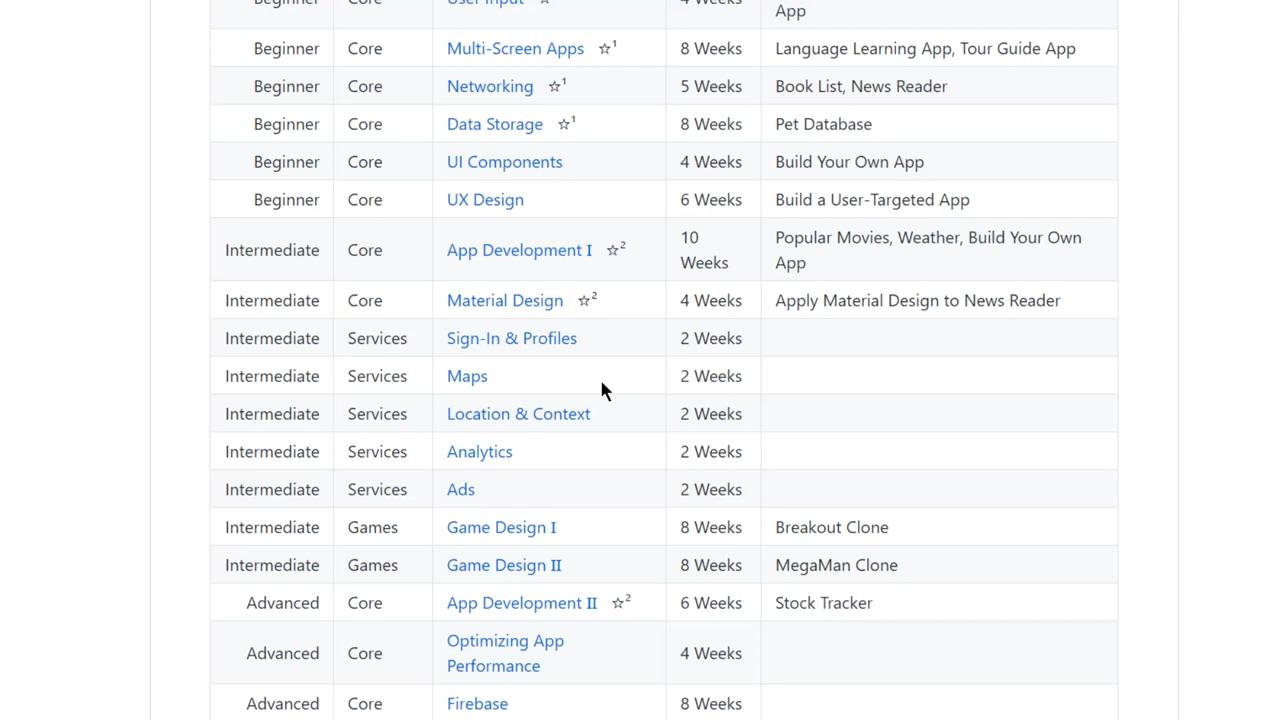 Beginner Core User Input ☆ 4 Weeks
App
Beginner Core Multi-Screen Apps ☆1 8 Weeks Language Learning App, Tour Guide App
Beginner Core Networking ☆1 5 Weeks Book List, News Reader
Beginner Core Data Storage ☆1 8 Weeks Pet Database
Beginner Core UI Components 4 Weeks Build Your Own App
Beginner Core UX Design 6 Weeks Build a User-Targeted App
Intermediate Core App Development I ☆2 10 Weeks Popular Movies, Weather, Build Your Own App
Intermediate Core Material Design ☆2 4 Weeks Apply Material Design to News Reader
Intermediate Services Sign-In & Profiles 2 Weeks
Intermediate Services Maps 2 Weeks
Intermediate Services Location & Context 2 Weeks
Intermediate Services Analytics 2 Weeks
Intermediate Services Ads 2 Weeks
Intermediate Games Game Design I 8 Weeks Breakout Clone
Intermediate Games Game Design II 8 Weeks MegaMan Clone
Advanced Core App Development II ☆2 6 Weeks Stock Tracker
Advanced Core Optimizing App Performance 4 Weeks
Advanced Core Firebase 8 Weeks